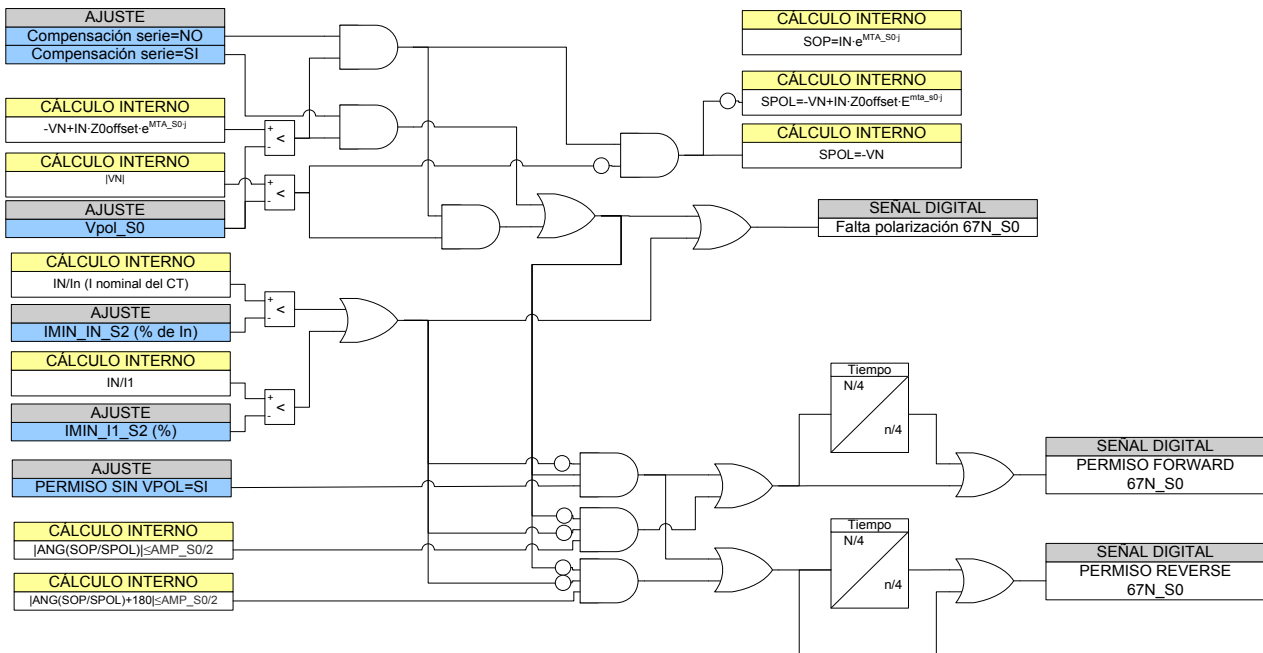 AJUSTE
Compensación serie=NO
Compensación serie=SI
CÁLCULO INTERNO
-VN+IN·Z0offset·e^MTA_S0·j
+
-
<
CÁLCULO INTERNO
|VN|
+
-
<
AJUSTE
Vpol_S0
CÁLCULO INTERNO
SOP=IN·e^MTA_S0·j
CÁLCULO INTERNO
SPOL=-VN+IN·Z0offset·E^mta_s0·j
CÁLCULO INTERNO
SPOL=-VN
SEÑAL DIGITAL
Falta polarización 67N_S0
CÁLCULO INTERNO
IN/In (I nominal del CT)
+
-
<
AJUSTE
IMIN_IN_S2 (% de In)
CÁLCULO INTERNO
IN/I1
+
-
<
AJUSTE
IMIN_I1_S2 (%)
AJUSTE
PERMISO SIN VPOL=SI
CÁLCULO INTERNO
|ANG(SOP/SPOL)|≤AMP_S0/2
CÁLCULO INTERNO
|ANG(SOP/SPOL)+180|≤AMP_S0/2
Tiempo
N/4
n/4
SEÑAL DIGITAL
PERMISO FORWARD
67N_S0
Tiempo
N/4
n/4
SEÑAL DIGITAL
PERMISO REVERSE
67N_S0